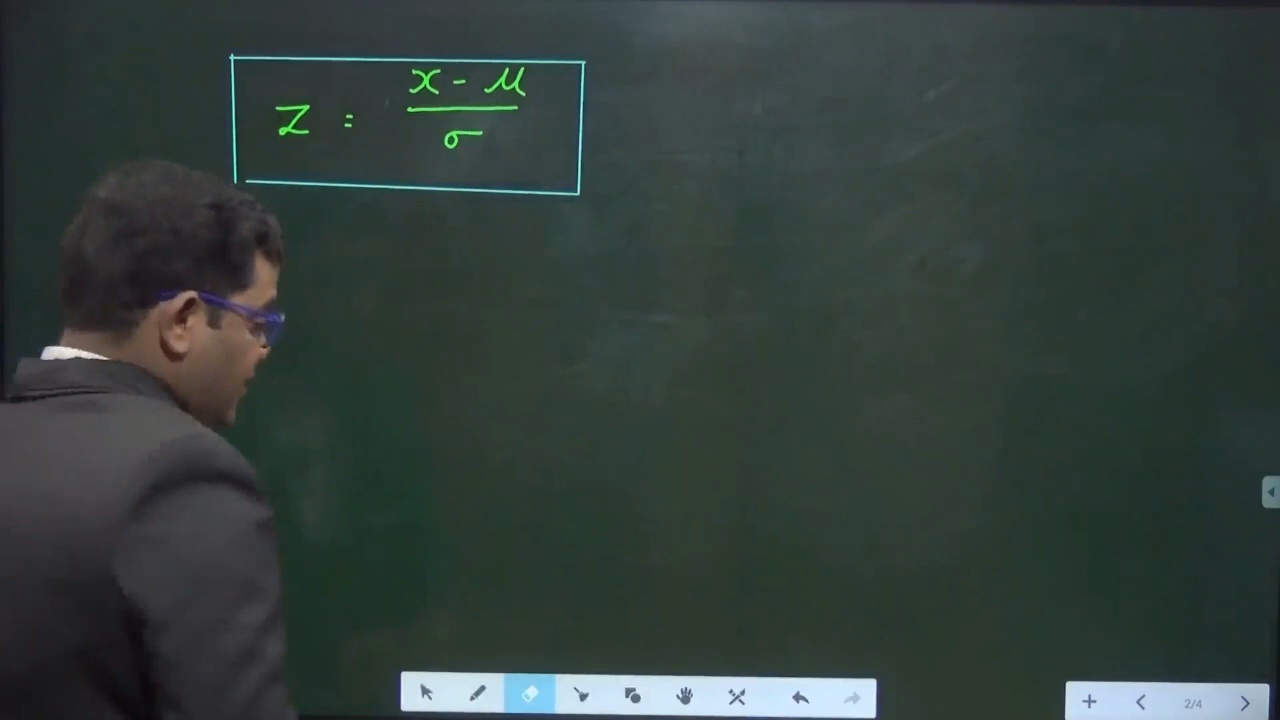 Z = (x - μ) / σ
2/4